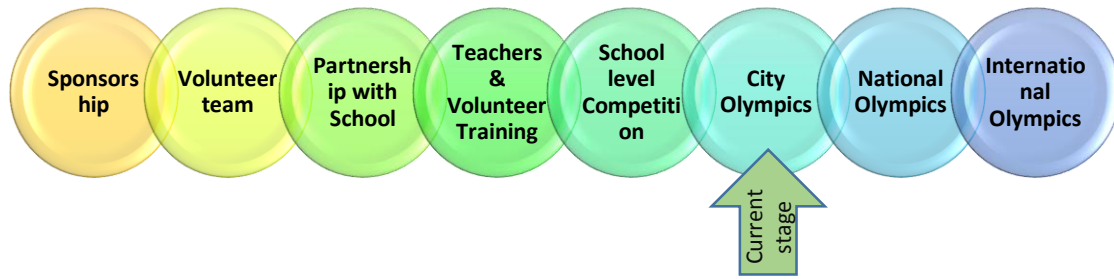 Sponsors
hip
Volunteer
team
Partnersh
ip with
School
Teachers
&
Volunteer
Training
School
level
Competiti
on
City
Olympics
National
Olympics
Internatio
nal
Olympics
Current
stage